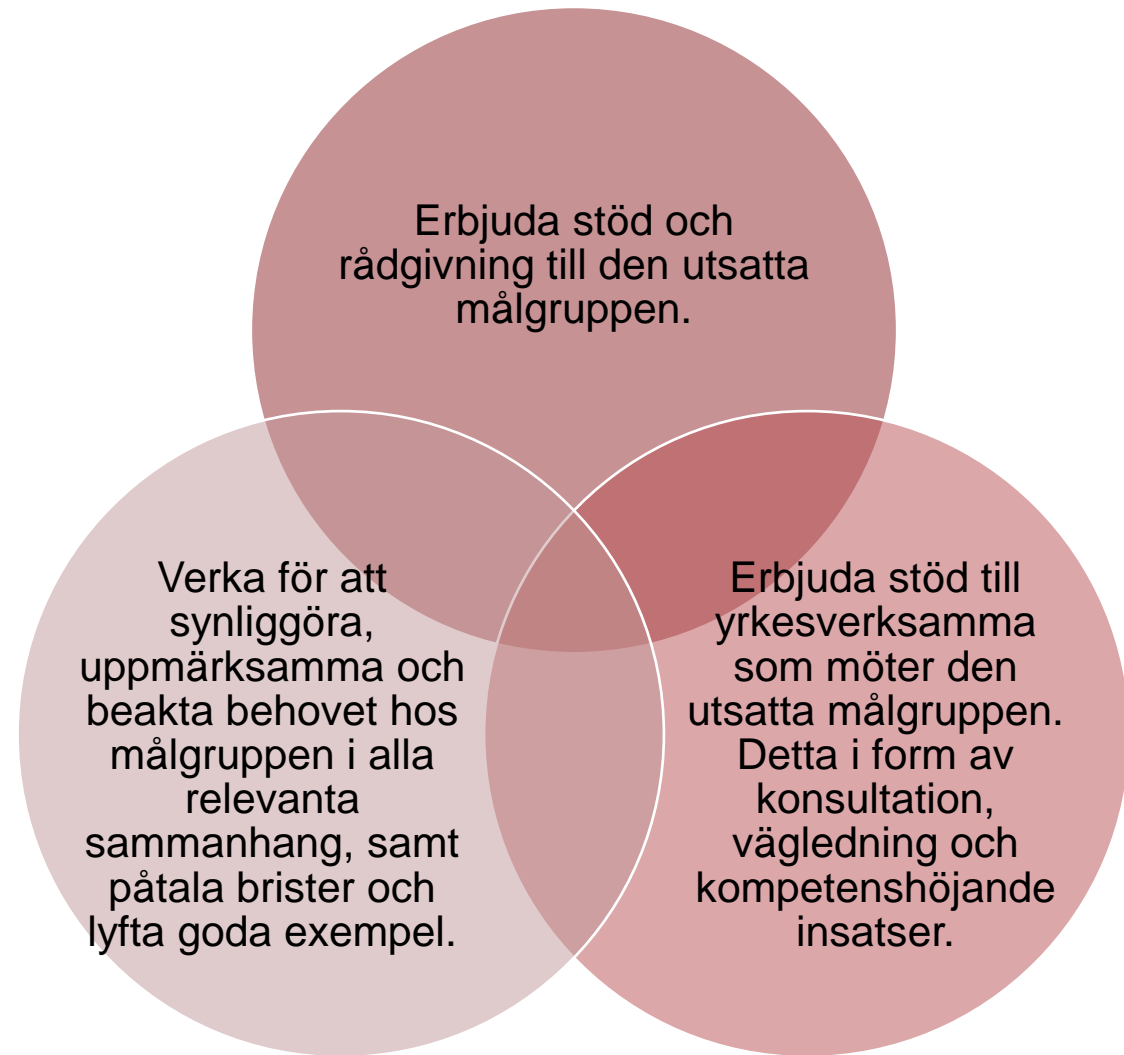 Erbjuda stöd och
rådgivning till den utsatta
målgruppen.
Verka för att
synliggöra,
uppmärksamma och
beakta behovet hos
målgruppen i alla
relevanta
sammanhang, samt
påtala brister och
lyfta goda exempel.
Erbjuda stöd till
yrkesverksamma
som möter den
utsatta målgruppen.
Detta i form av
konsultation,
vägledning och
kompetenshöjande
insatser.